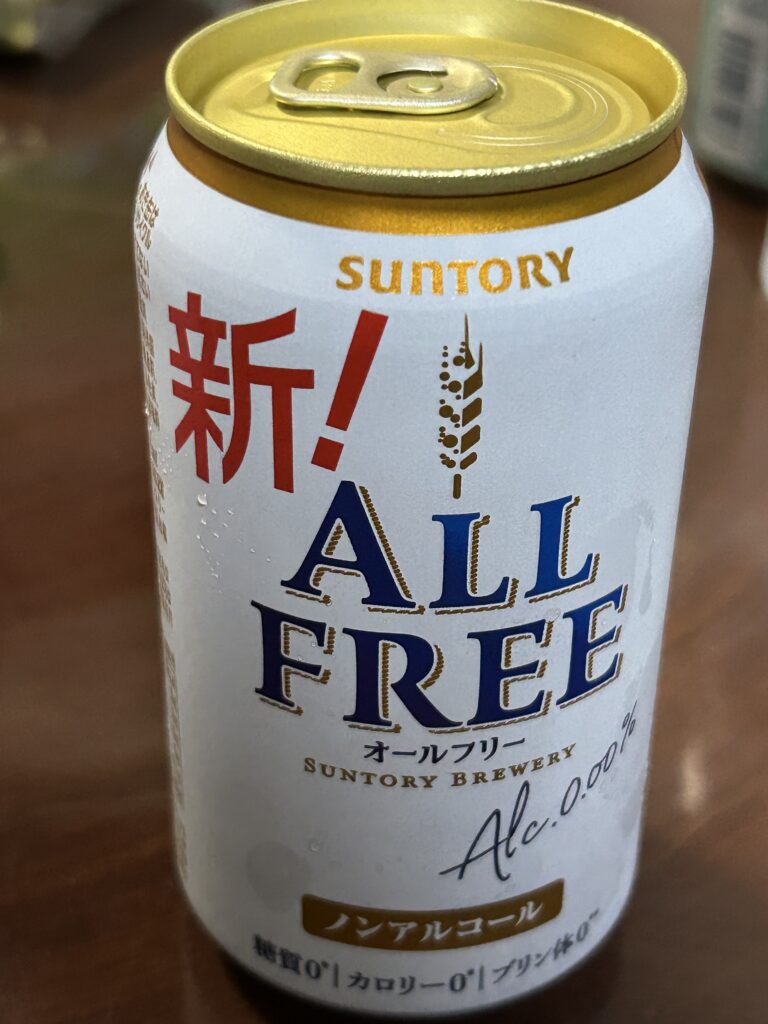 SUNTORY
新!
ALL
FREE
オールフリー
SUNTORY BREWERY
Alc.0.00%
ノンアルコール
糖質0*|カロリー0*|プリン体0**